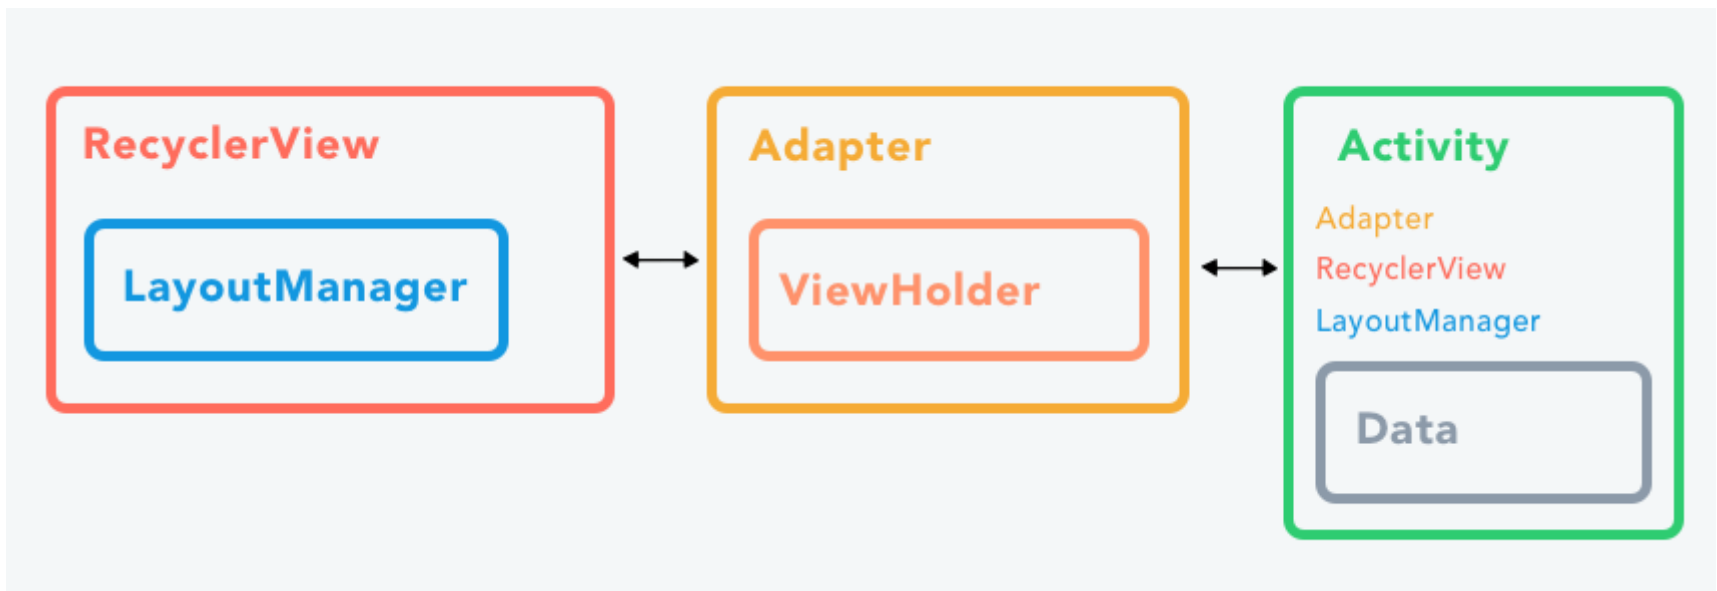 RecyclerView
LayoutManager
Adapter
ViewHolder
Activity
Adapter
RecyclerView
LayoutManager
Data